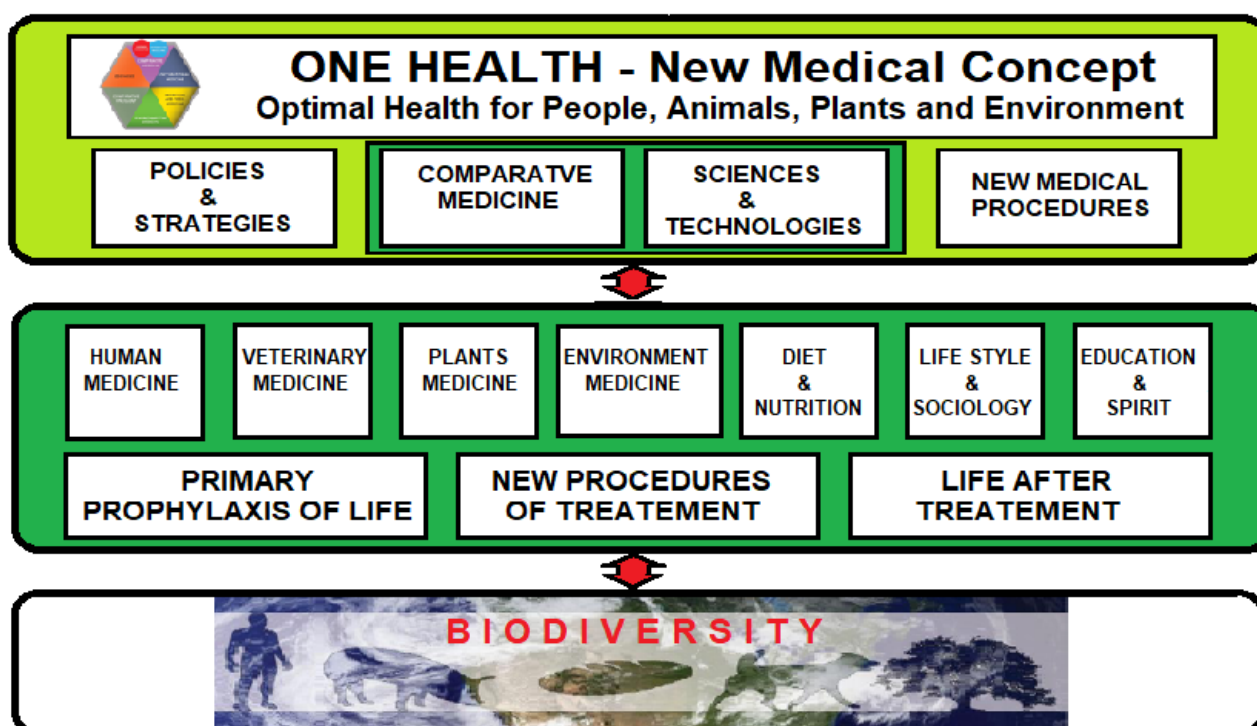 ONE HEALTH - New Medical Concept
Optimal Health for People, Animals, Plants and Environment
POLICIES
&
STRATEGIES
COMPARATVE
MEDICINE
SCIENCES
&
TECHNOLOGIES
NEW MEDICAL
PROCEDURES
HUMAN
MEDICINE
VETERINARY
MEDICINE
PLANTS
MEDICINE
ENVIRONMENT
MEDICINE
DIET
&
NUTRITION
LIFE STYLE
&
SOCIOLOGY
EDUCATION
&
SPIRIT
PRIMARY
PROPHYLAXIS OF LIFE
NEW PROCEDURES
OF TREATEMENT
LIFE AFTER
TREATEMENT
BIODIVERSITY